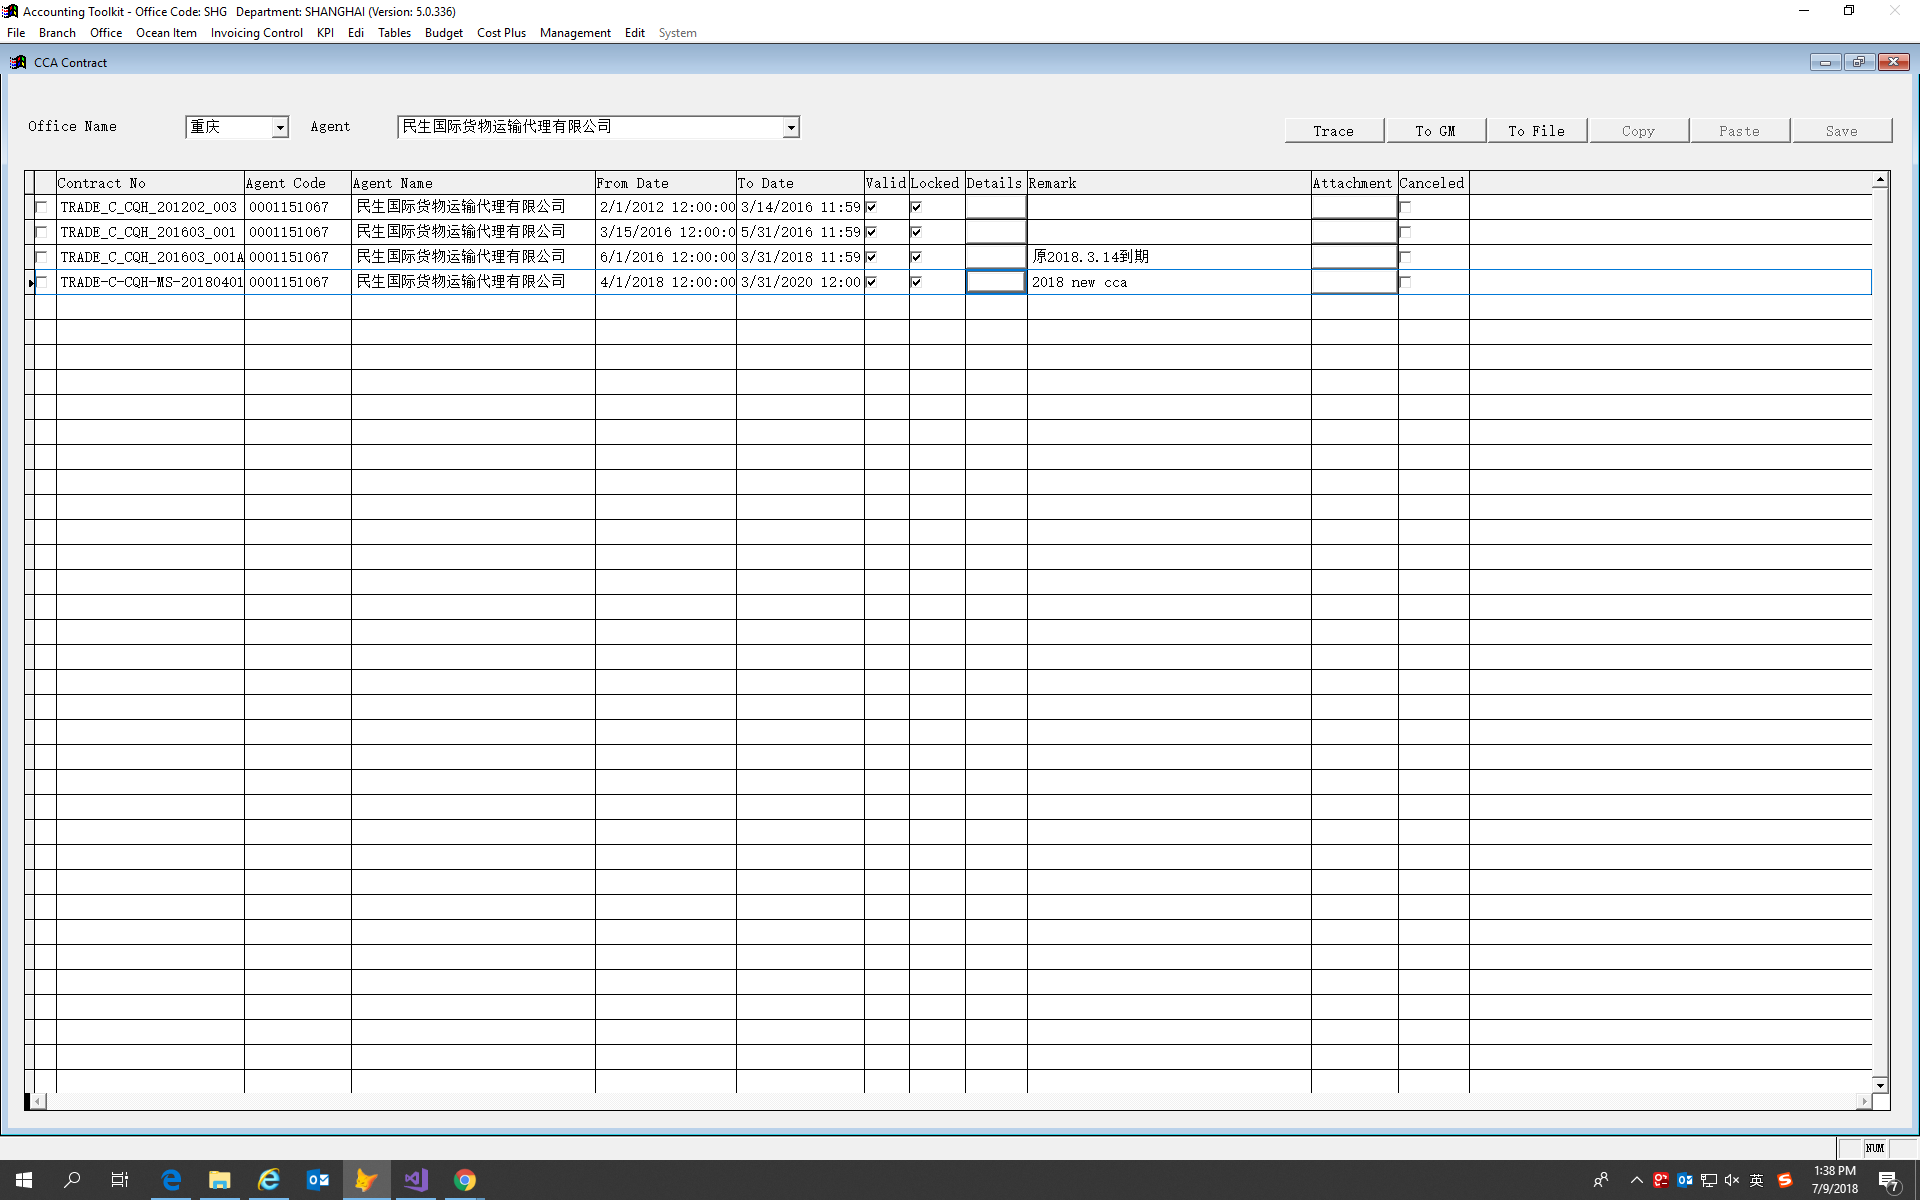 Accounting Toolkit - Office Code: SHG   Department: SHANGHAI (Version: 5.0.336)
File Branch Office Ocean Item Invoicing Control KPI Edi Tables Budget Cost Plus Management Edit System
CCA Contract
Office Name 重庆 Agent 民生国际货物运输代理有限公司 Trace To GM To File Copy Paste Save
Contract No Agent Code Agent Name From Date To Date Valid Locked Details Remark Attachment Canceled
TRADE_C_CQH_201202_003 0001151067 民生国际货物运输代理有限公司 2/1/2012 12:00:00 3/14/2016 11:59
TRADE_C_CQH_201603_001 0001151067 民生国际货物运输代理有限公司 3/15/2016 12:00:0 5/31/2016 11:59
TRADE_C_CQH_201603_001A 0001151067 民生国际货物运输代理有限公司 6/1/2016 12:00:00 3/31/2018 11:59 原2018.3.14到期
TRADE-C-CQH-MS-20180401 0001151067 民生国际货物运输代理有限公司 4/1/2018 12:00:00 3/31/2020 12:00 2018 new cca
NUM
英 1:38 PM
7/9/2018 7